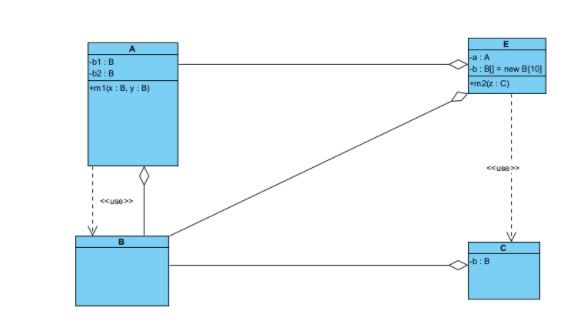 A
-b1 : B
-b2 : B
+m1(x : B, y : B)
E
-a : A
-b : B[] = new B[10]
+m2(z : C)
<<use>>
<<use>>
B
C
-b : B